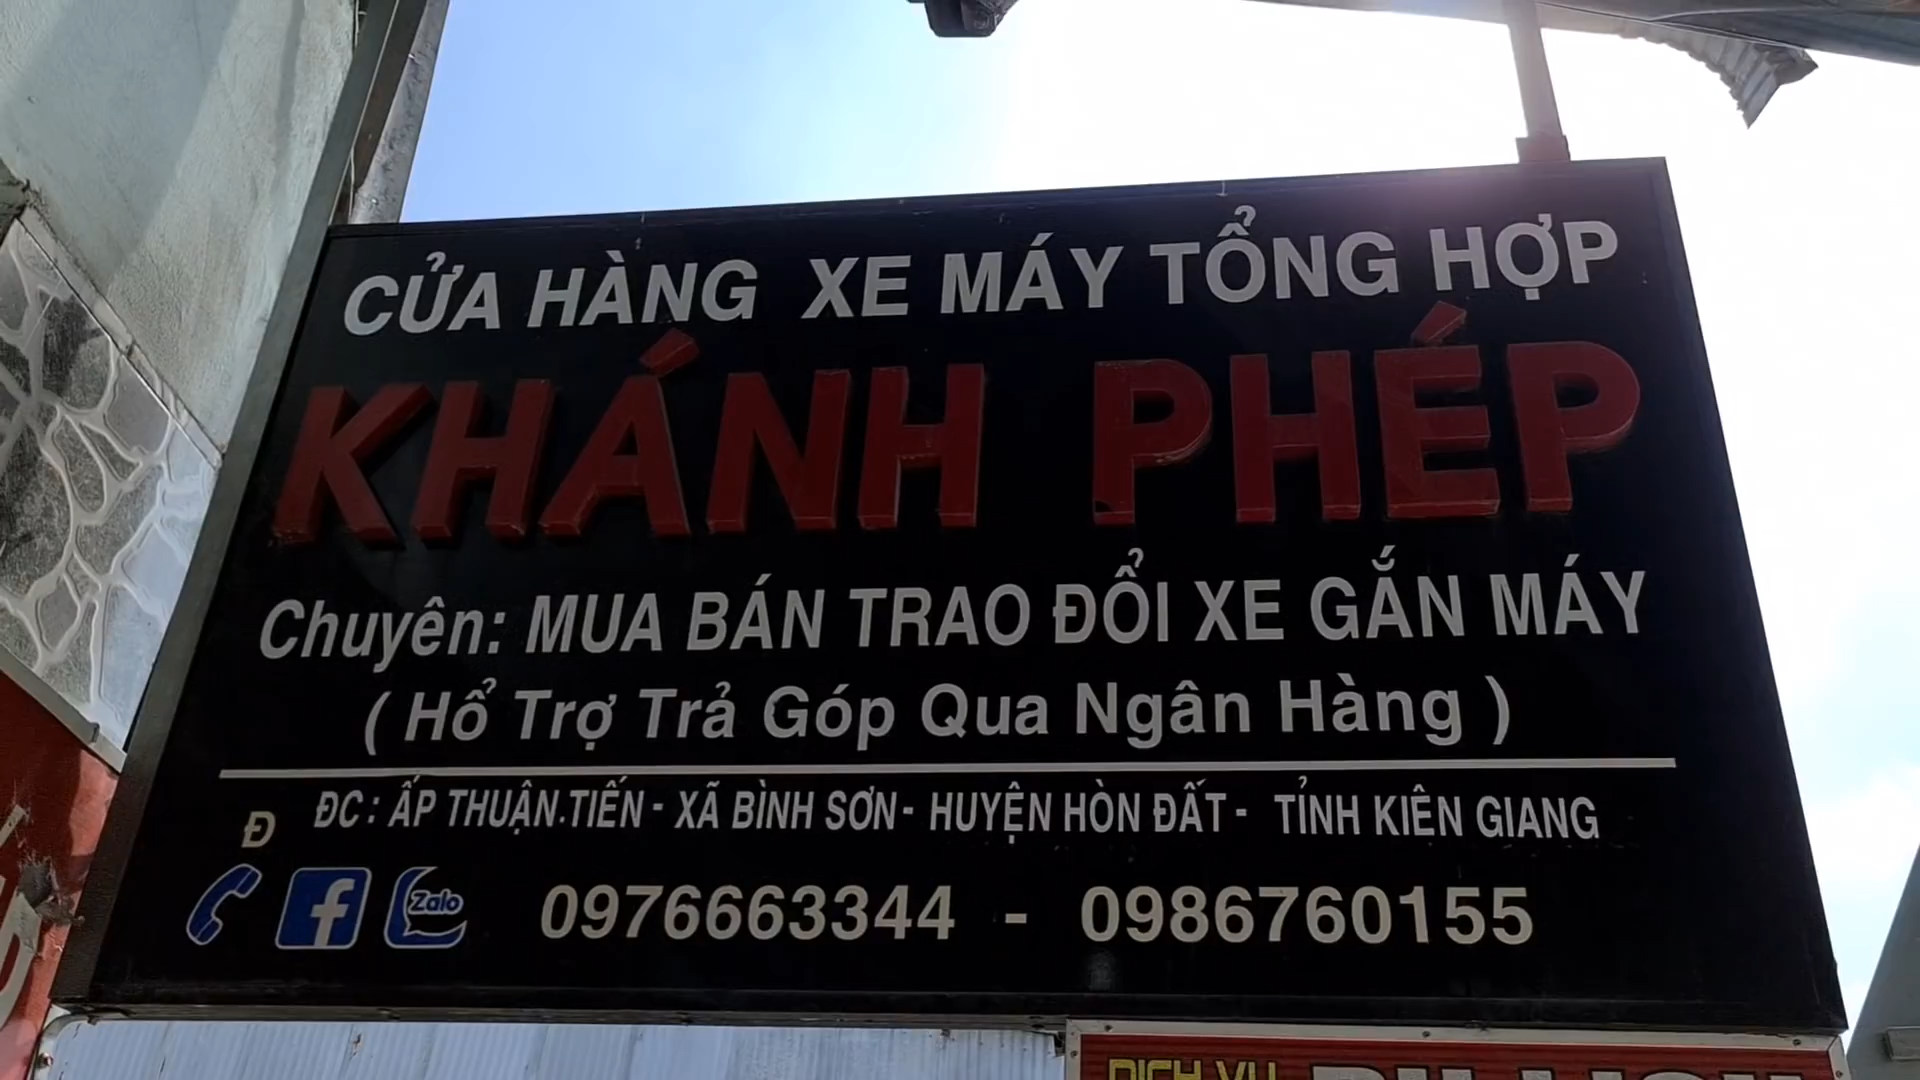 CỬA HÀNG XE MÁY TỔNG HỢP
KHÁNH PHÉP
Chuyên: MUA BÁN TRAO ĐỔI XE GẮN MÁY
( Hổ Trợ Trả Góp Qua Ngân Hàng )
ĐC : ẤP THUẬN.TIẾN - XÃ BÌNH SƠN - HUYỆN HÒN ĐẤT - TỈNH KIÊN GIANG
Đ
f Zalo 0976663344 - 0986760155
DỊCH VỤ